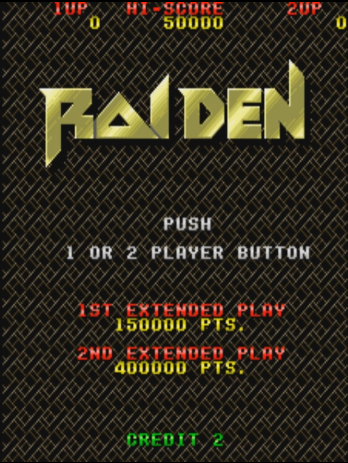 1UP HI-SCORE 2UP
0 50000 0
RAIDEN
PUSH
1 OR 2 PLAYER BUTTON
1ST EXTENDED PLAY
150000 PTS.
2ND EXTENDED PLAY
400000 PTS.
CREDIT 2